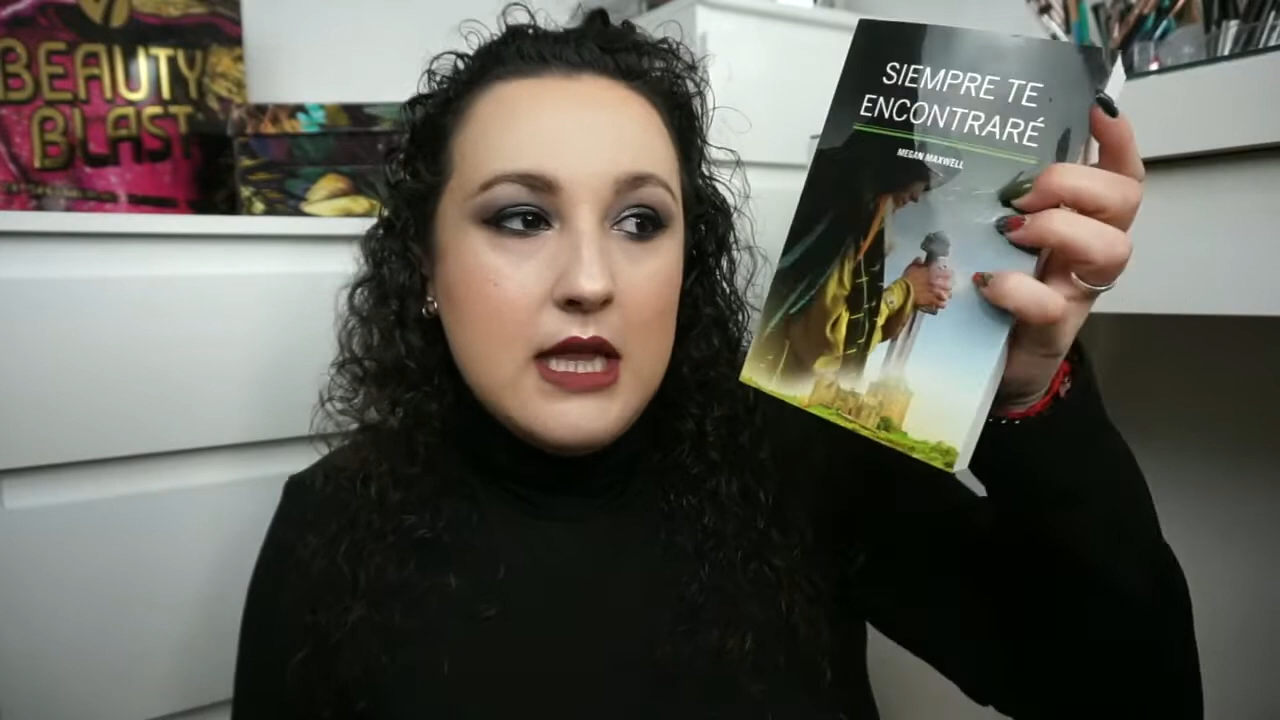 BEAUTY
BLAST
SIEMPRE TE
ENCONTRARÉ
MEGAN MAXWELL